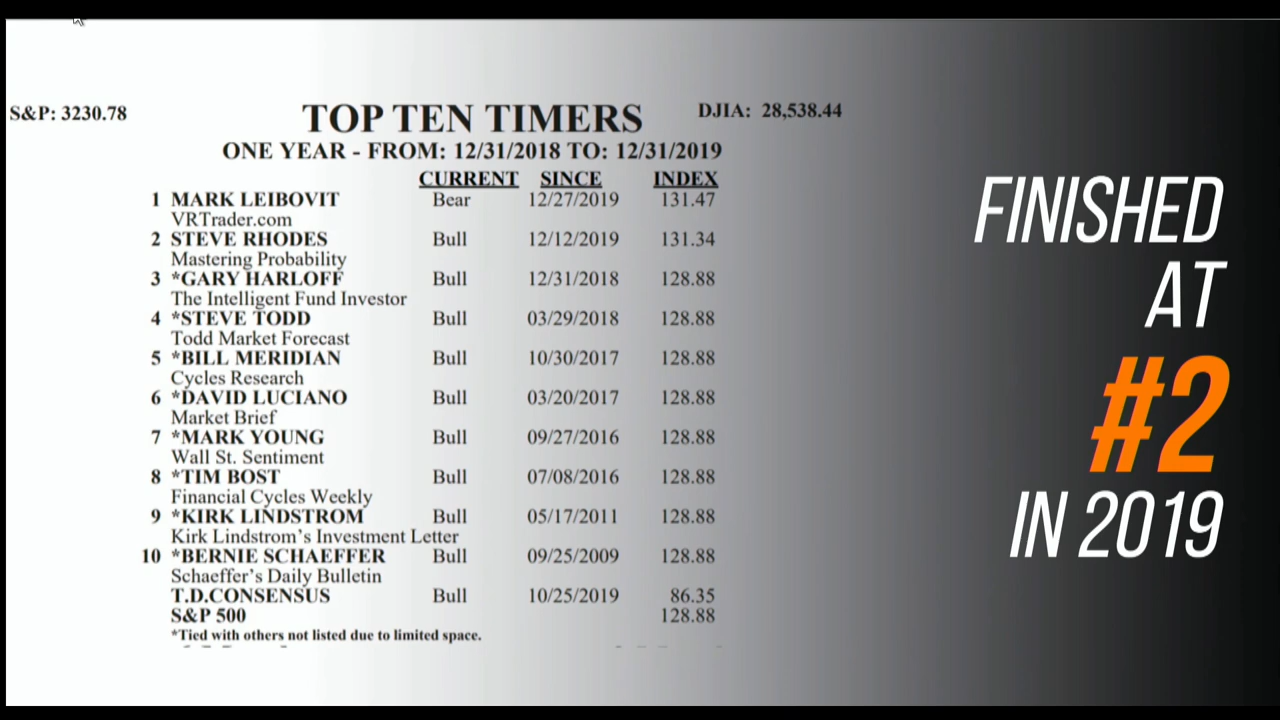 S&P: 3230.78
TOP TEN TIMERS
DJIA: 28,538.44
ONE YEAR - FROM: 12/31/2018 TO: 12/31/2019
CURRENT SINCE INDEX
1 MARK LEIBOVIT Bear 12/27/2019 131.47
VRTrader.com
2 STEVE RHODES Bull 12/12/2019 131.34
Mastering Probability
3 *GARY HARLOFF Bull 12/31/2018 128.88
The Intelligent Fund Investor
4 *STEVE TODD Bull 03/29/2018 128.88
Todd Market Forecast
5 *BILL MERIDIAN Bull 10/30/2017 128.88
Cycles Research
6 *DAVID LUCIANO Bull 03/20/2017 128.88
Market Brief
7 *MARK YOUNG Bull 09/27/2016 128.88
Wall St. Sentiment
8 *TIM BOST Bull 07/08/2016 128.88
Financial Cycles Weekly
9 *KIRK LINDSTROM Bull 05/17/2011 128.88
Kirk Lindstrom's Investment Letter
10 *BERNIE SCHAEFFER Bull 09/25/2009 128.88
Schaeffer's Daily Bulletin
T.D.CONSENSUS Bull 10/25/2019 86.35
S&P 500 128.88
*Tied with others not listed due to limited space.
FINISHED
AT
#2
IN 2019